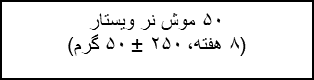 ۵۰ موش نر ویستار
(۸ هفته، ۲۵۰ ± ۵۰ گرم)